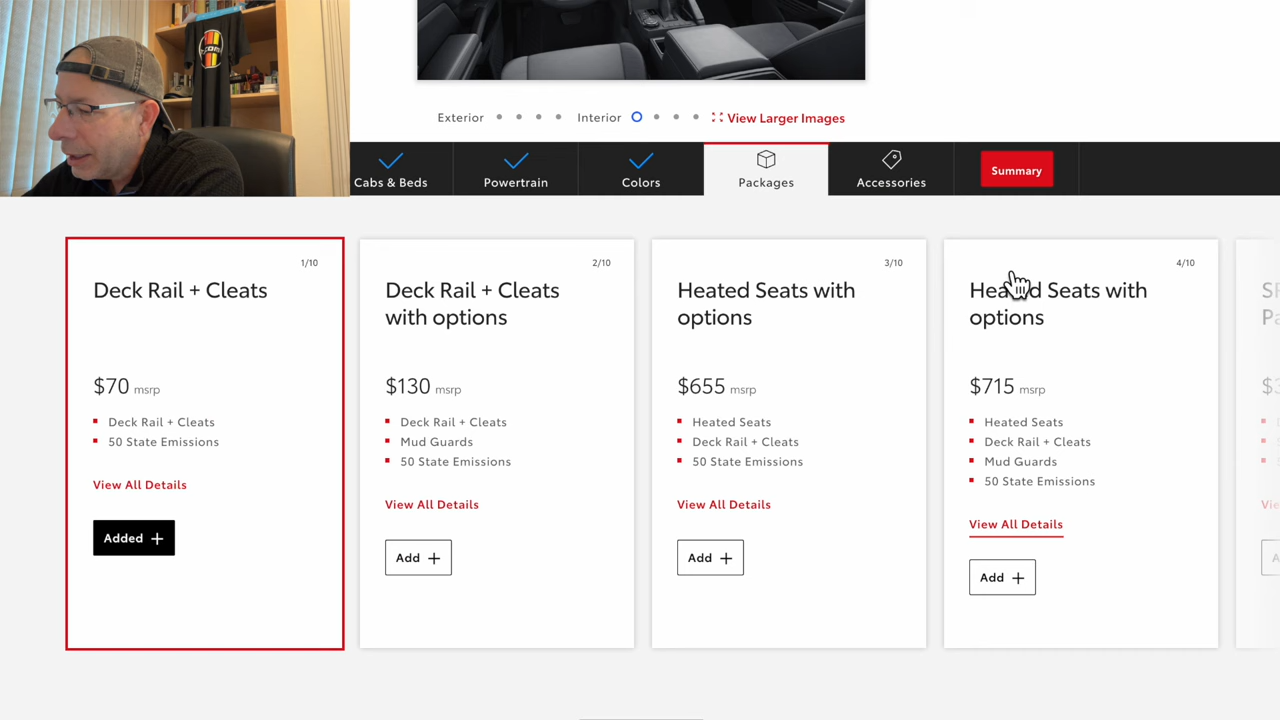 Exterior
Interior
View Larger Images
Cabs & Beds
Powertrain
Colors
Packages
Accessories
Summary
1/10
Deck Rail + Cleats
$70 msrp
Deck Rail + Cleats
50 State Emissions
View All Details
Added +
2/10
Deck Rail + Cleats
with options
$130 msrp
Deck Rail + Cleats
Mud Guards
50 State Emissions
View All Details
Add +
3/10
Heated Seats with
options
$655 msrp
Heated Seats
Deck Rail + Cleats
50 State Emissions
View All Details
Add +
4/10
Heated Seats with
options
$715 msrp
Heated Seats
Deck Rail + Cleats
Mud Guards
50 State Emissions
View All Details
Add +